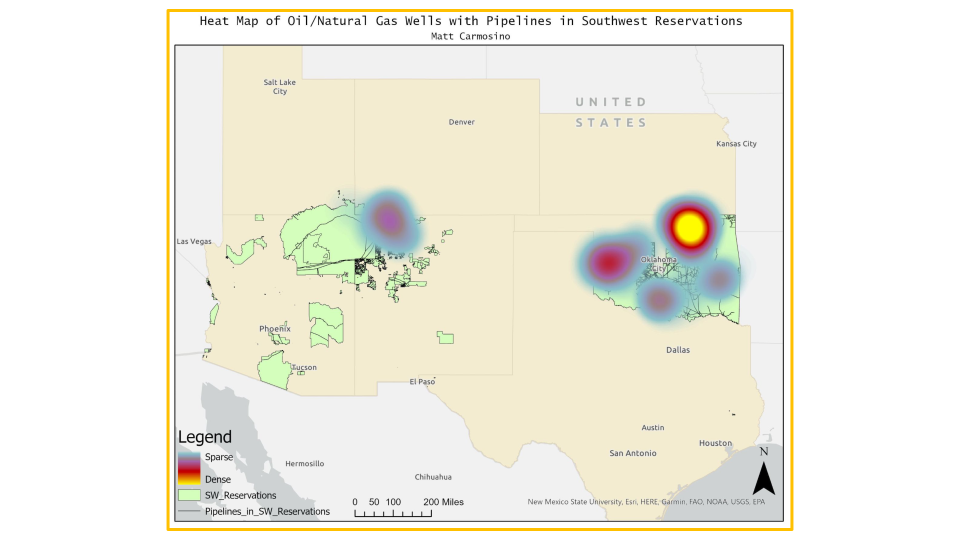 Heat Map of Oil/Natural Gas Wells with Pipelines in Southwest Reservations
Matt Carmosino
Salt Lake
City
UNITED
STATES
Denver
Kansas City
Las Vegas
Oklahoma
City
Phoenix
Tucson
Dallas
El Paso
Austin
Houston
San Antonio
Hermosillo
Chihuahua
Legend
Sparse
Dense
SW_Reservations
Pipelines_in_SW_Reservations
0 50 100 200 Miles
N
New Mexico State University, Esri, HERE, Garmin, FAO, NOAA, USGS, EPA